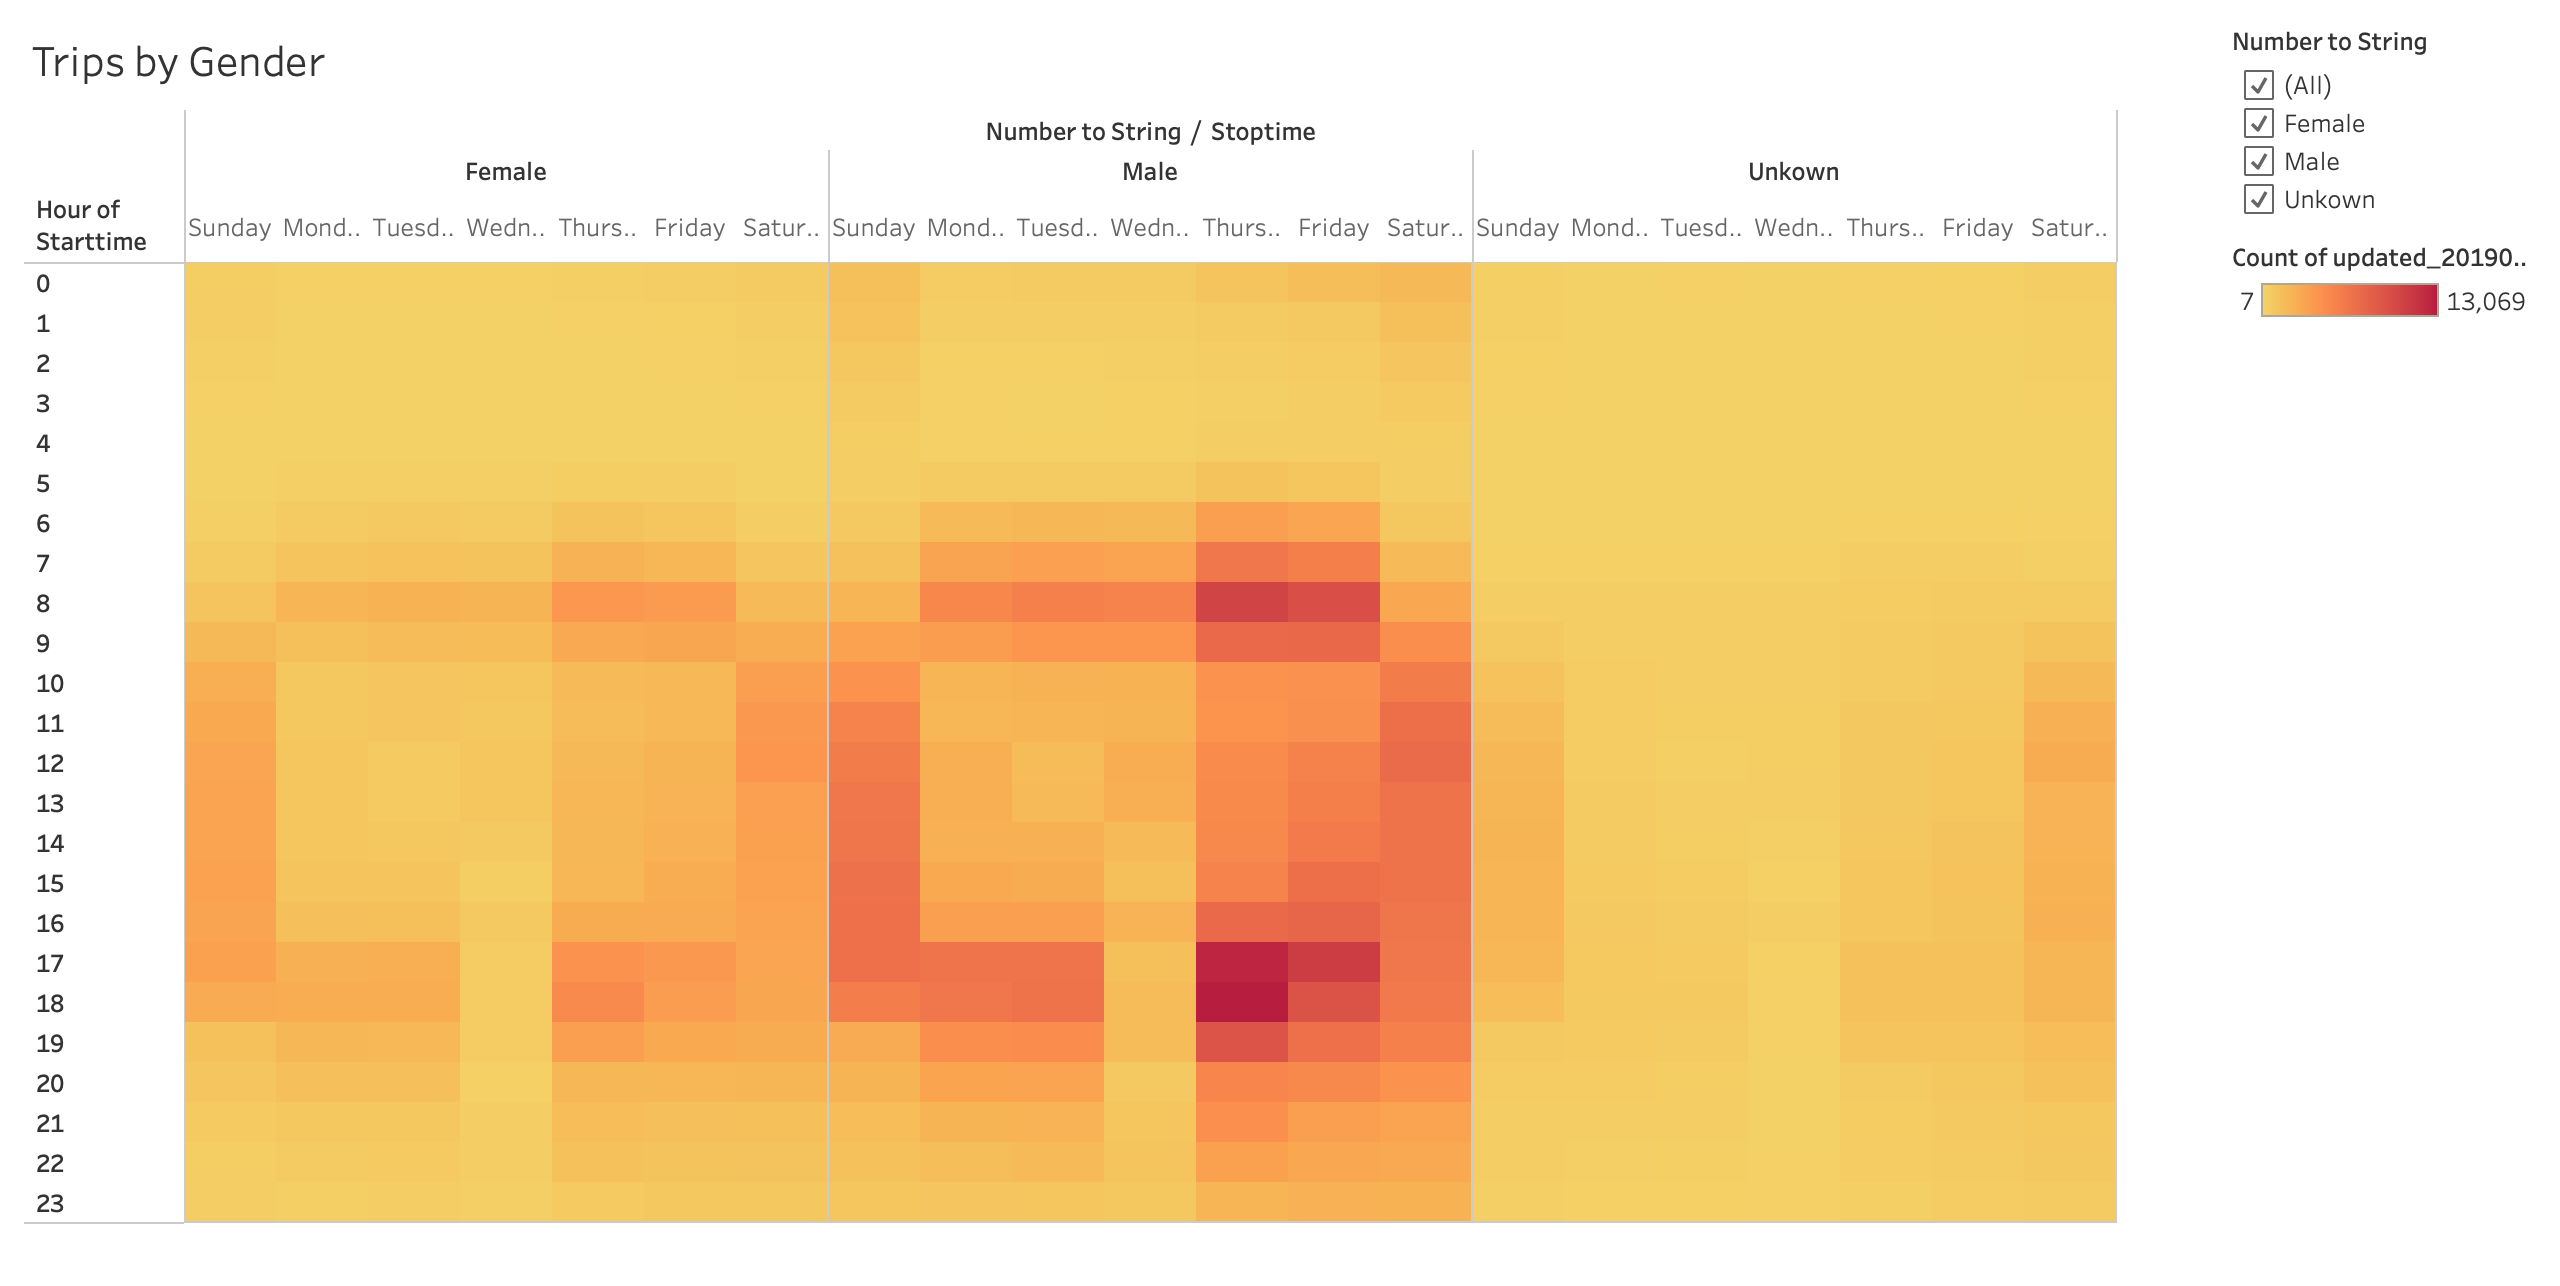 Trips by Gender
Number to String / Stoptime
Female Male Unkown
Hour of
Starttime
Sunday Mond.. Tuesd.. Wedn.. Thurs.. Friday Satur.. Sunday Mond.. Tuesd.. Wedn.. Thurs.. Friday Satur.. Sunday Mond.. Tuesd.. Wedn.. Thurs.. Friday Satur..
0
1
2
3
4
5
6
7
8
9
10
11
12
13
14
15
16
17
18
19
20
21
22
23
Number to String
(All)
Female
Male
Unkown
Count of updated_20190..
7 13,069